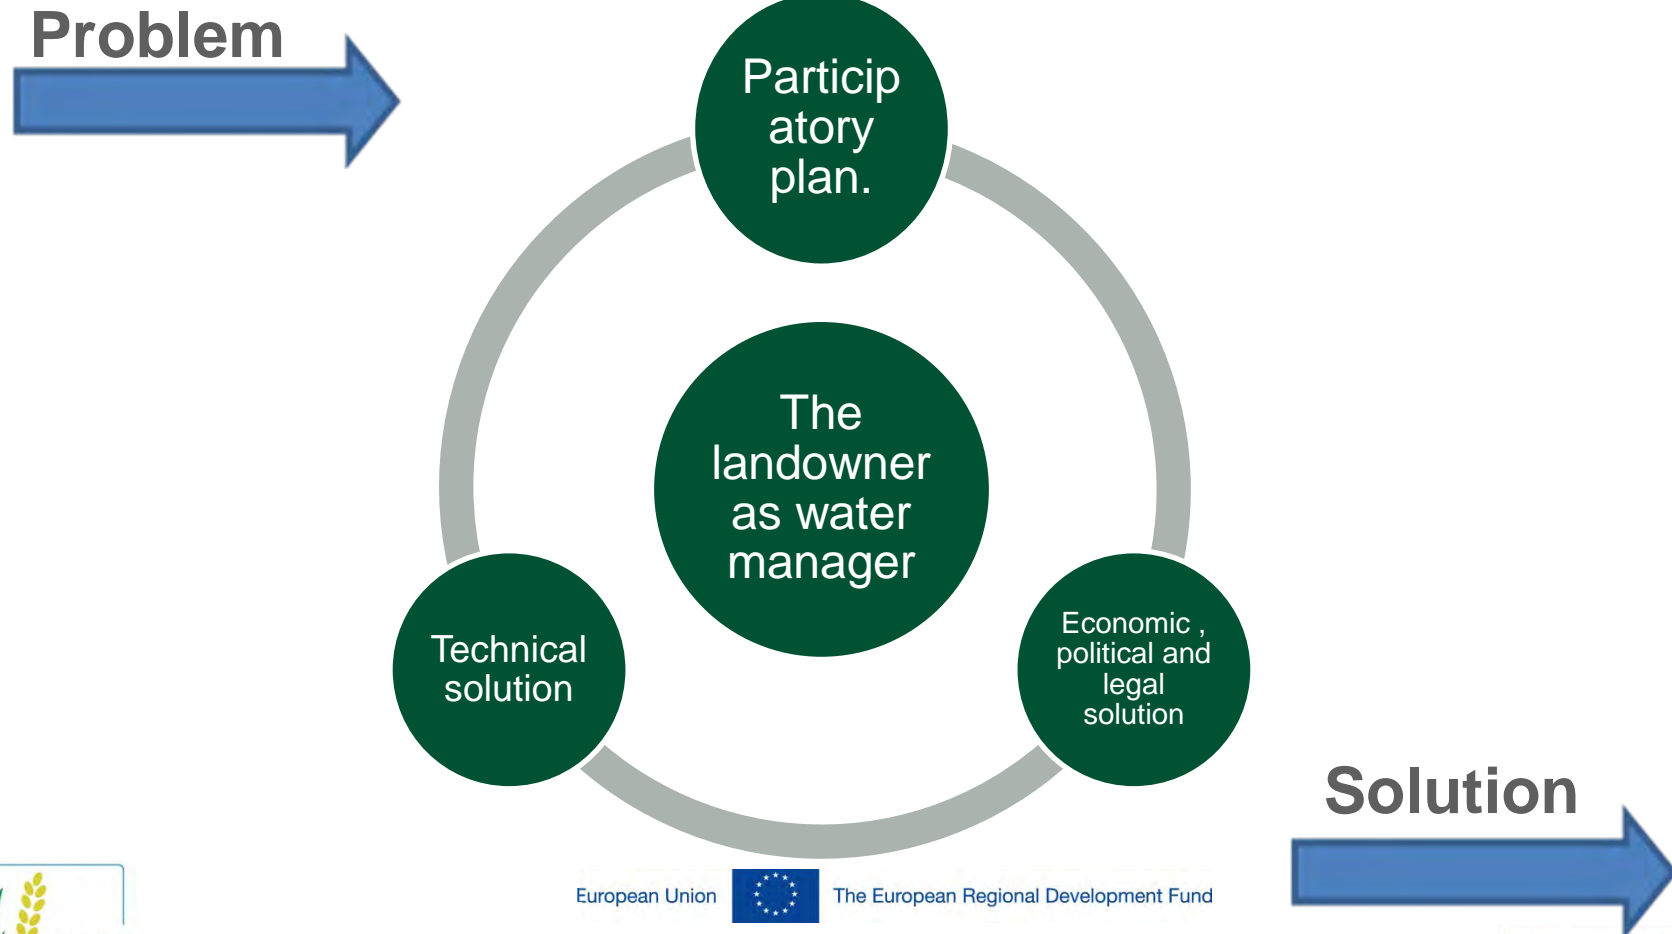 Problem
Particip
atory
plan.
The
landowner
as water
manager
Technical
solution
Economic ,
political and
legal
solution
Solution
European Union
The European Regional Development Fund